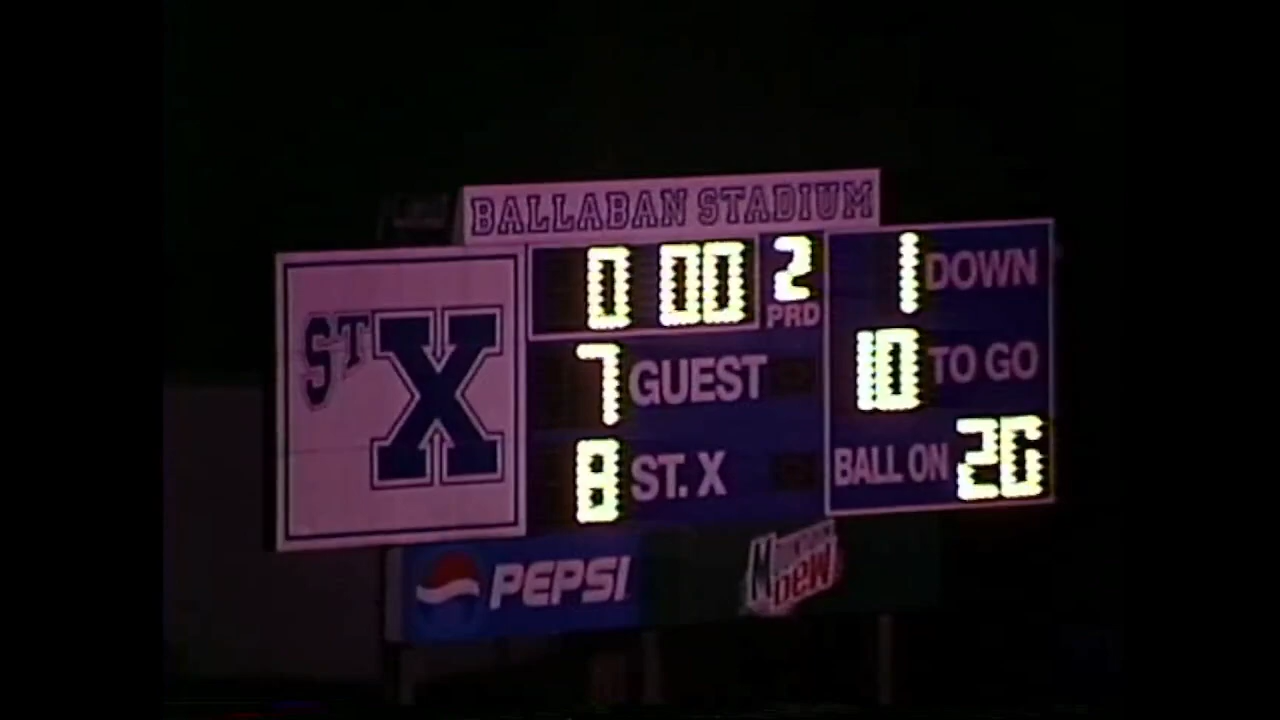 BALLABAN STADIUM
ST X
0 00 2 PRD
1 DOWN
7 GUEST
10 TO GO
8 ST. X
BALL ON 26
PEPSI
MOUNTAIN DEW